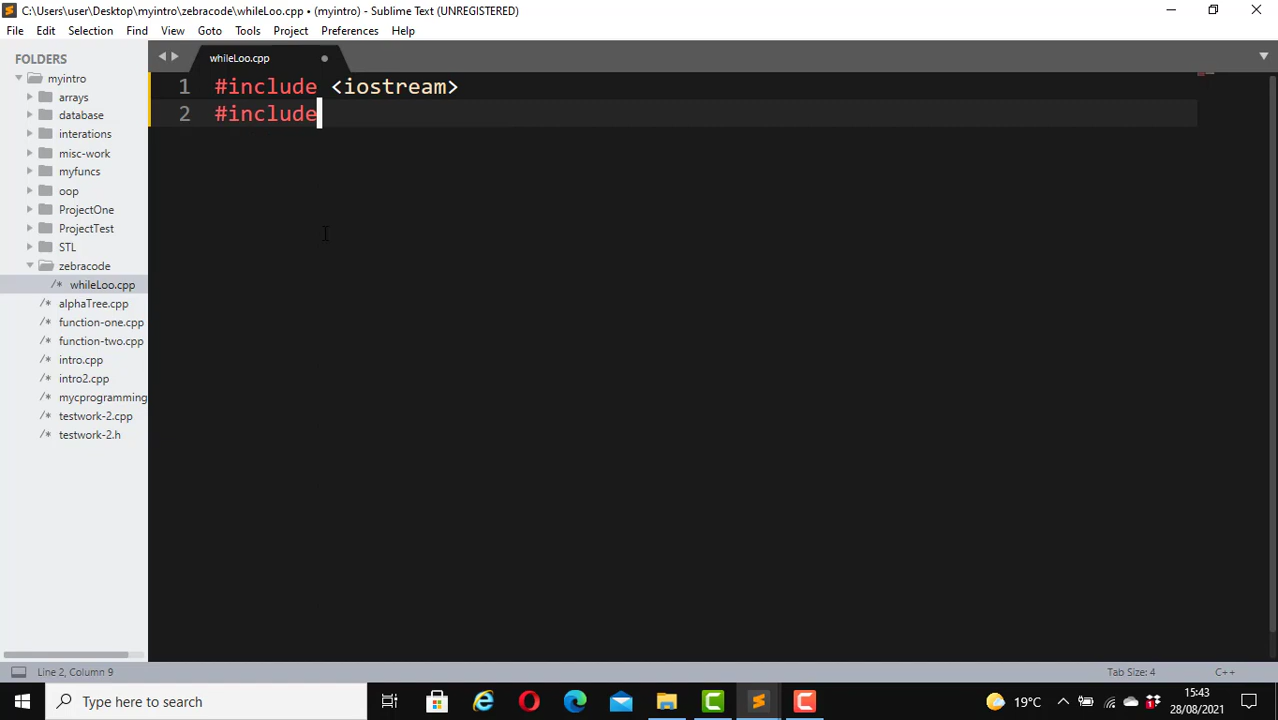 C:\Users\user\Desktop\myintro\zebracode\whileLoo.cpp • (myintro) - Sublime Text (UNREGISTERED)
File Edit Selection Find View Goto Tools Project Preferences Help
FOLDERS
myintro
arrays
database
interations
misc-work
myfuncs
oop
ProjectOne
ProjectTest
STL
zebracode
/* whileLoo.cpp
/* alphaTree.cpp
/* function-one.cpp
/* function-two.cpp
/* intro.cpp
/* intro2.cpp
/* mycprogramming
/* testwork-2.cpp
/* testwork-2.h
whileLoo.cpp
1 #include <iostream>
2 #include
Line 2, Column 9
Tab Size: 4
C++
Type here to search
19°C
15:43
28/08/2021